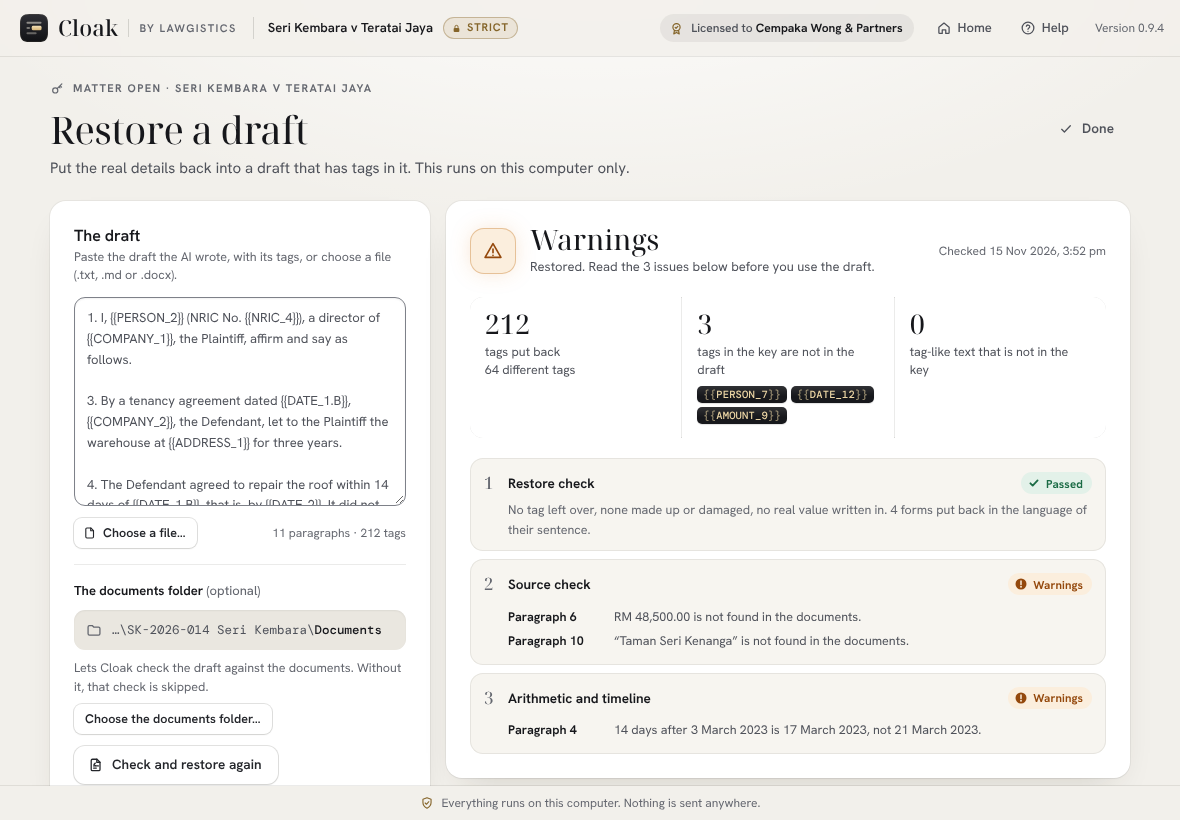 Cloak BY LAWGISTICS Seri Kembara v Teratai Jaya STRICT Licensed to Cempaka Wong & Partners Home Help Version 0.9.4
MATTER OPEN · SERI KEMBARA V TERATAI JAYA
Restore a draft
Done
Put the real details back into a draft that has tags in it. This runs on this computer only.
The draft
Paste the draft the AI wrote, with its tags, or choose a file
(.txt, .md or .docx).
1. I, {{PERSON_2}} (NRIC No. {{NRIC_4}}), a director of
{{COMPANY_1}}, the Plaintiff, affirm and say as
follows.
3. By a tenancy agreement dated {{DATE_1.B}},
{{COMPANY_2}}, the Defendant, let to the Plaintiff the
warehouse at {{ADDRESS_1}} for three years.
4. The Defendant agreed to repair the roof within 14
days of {{DATE_1.B}}, that is, by {{DATE_2}}. It did not
Choose a file…
11 paragraphs · 212 tags
The documents folder (optional)
…\SK-2026-014 Seri Kembara\Documents
Lets Cloak check the draft against the documents. Without
it, that check is skipped.
Choose the documents folder…
Check and restore again
Warnings
Restored. Read the 3 issues below before you use the draft.
Checked 15 Nov 2026, 3:52 pm
212
tags put back
64 different tags
3
tags in the key are not in the
draft
{{PERSON_7}} {{DATE_12}}
{{AMOUNT_9}}
0
tag-like text that is not in the
key
1 Restore check Passed
No tag left over, none made up or damaged, no real value written in. 4 forms put back in the language of
their sentence.
2 Source check Warnings
Paragraph 6 RM 48,500.00 is not found in the documents.
Paragraph 10 “Taman Seri Kenanga” is not found in the documents.
3 Arithmetic and timeline Warnings
Paragraph 4 14 days after 3 March 2023 is 17 March 2023, not 21 March 2023.
Everything runs on this computer. Nothing is sent anywhere.